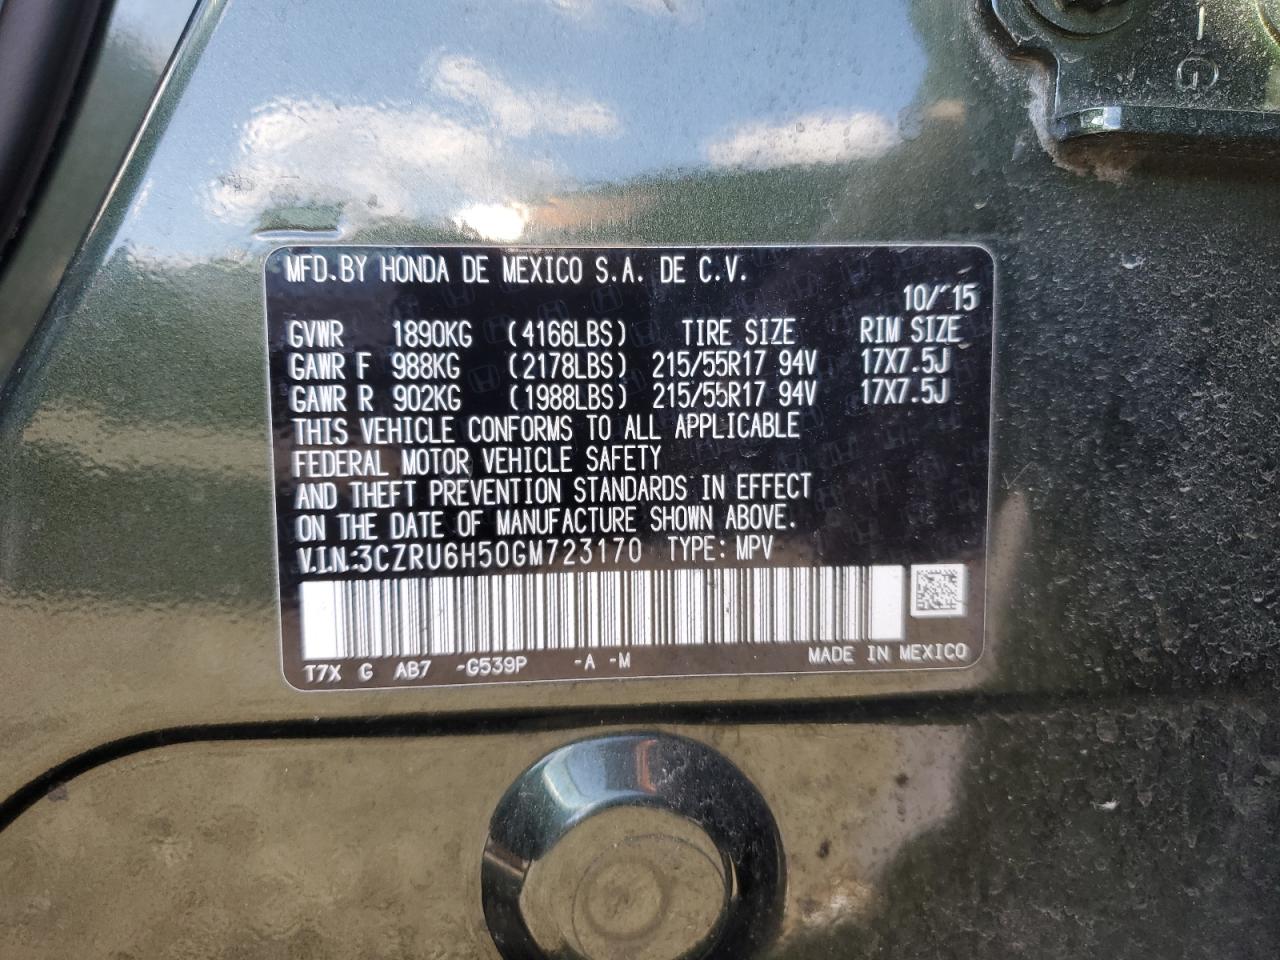 MFD.BY HONDA DE MEXICO S.A. DE C.V.
10/'15
GVWR 1890KG (4166LBS) TIRE SIZE RIM SIZE
GAWR F 988KG (2178LBS) 215/55R17 94V 17X7.5J
GAWR R 902KG (1988LBS) 215/55R17 94V 17X7.5J
THIS VEHICLE CONFORMS TO ALL APPLICABLE
FEDERAL MOTOR VEHICLE SAFETY
AND THEFT PREVENTION STANDARDS IN EFFECT
ON THE DATE OF MANUFACTURE SHOWN ABOVE.
V.I.N.:3CZRU6H50GM723170 TYPE: MPV
T7X G AB7 -G539P -A -M MADE IN MEXICO